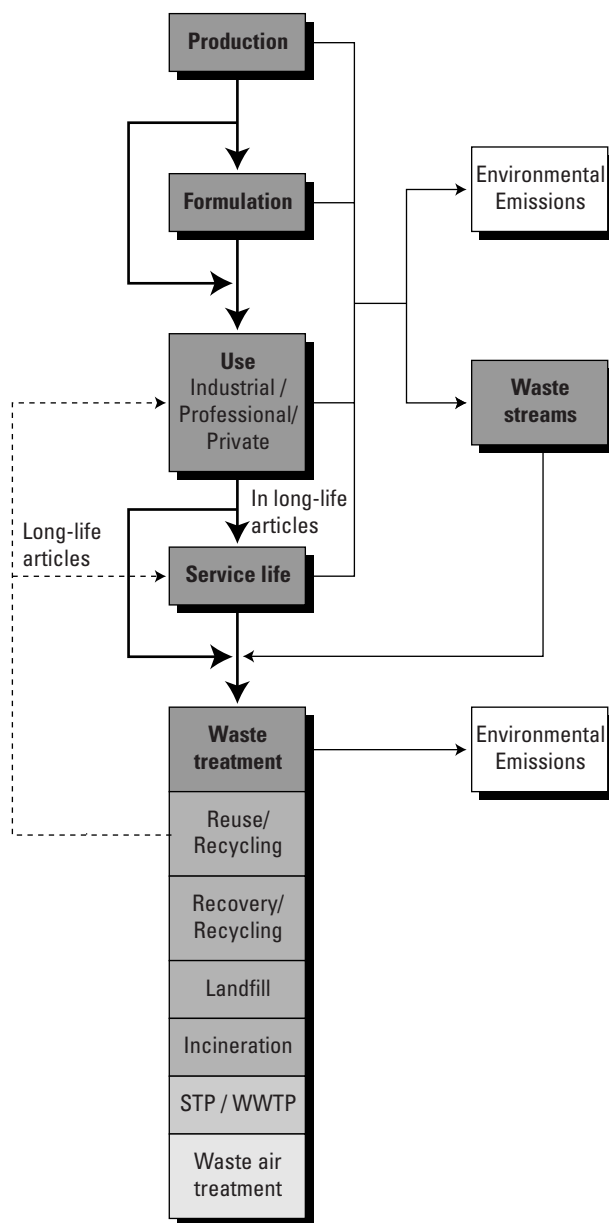 Production
Formulation
Environmental
Emissions
Use
Industrial /
Professional/
Private
Waste
streams
In long-life
articles
Long-life
articles
Service life
Waste
treatment
Environmental
Emissions
Reuse/
Recycling
Recovery/
Recycling
Landfill
Incineration
STP / WWTP
Waste air
treatment